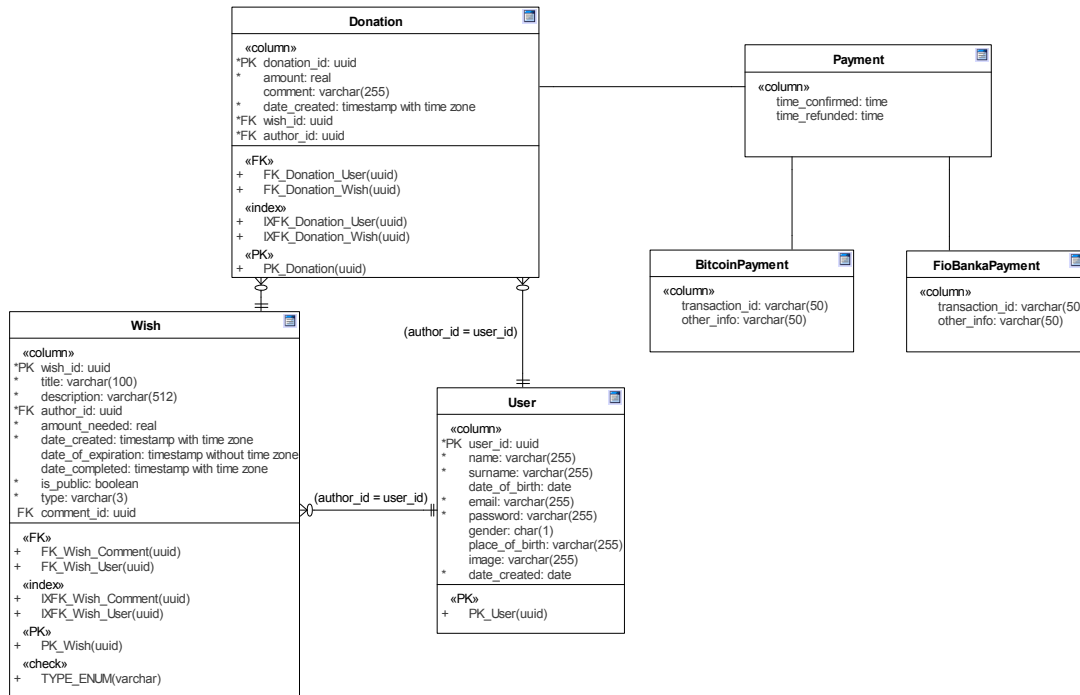 Donation
«column»
*PK donation_id: uuid
* amount: real
comment: varchar(255)
* date_created: timestamp with time zone
*FK wish_id: uuid
*FK author_id: uuid
«FK»
+ FK_Donation_User(uuid)
+ FK_Donation_Wish(uuid)
«index»
+ IXFK_Donation_User(uuid)
+ IXFK_Donation_Wish(uuid)
«PK»
+ PK_Donation(uuid)
Payment
«column»
time_confirmed: time
time_refunded: time
BitcoinPayment
«column»
transaction_id: varchar(50)
other_info: varchar(50)
FioBankaPayment
«column»
transaction_id: varchar(50)
other_info: varchar(50)
(author_id = user_id)
Wish
«column»
*PK wish_id: uuid
* title: varchar(100)
* description: varchar(512)
*FK author_id: uuid
* amount_needed: real
* date_created: timestamp with time zone
date_of_expiration: timestamp without time zone
date_completed: timestamp with time zone
* is_public: boolean
* type: varchar(3)
FK comment_id: uuid
«FK»
+ FK_Wish_Comment(uuid)
+ FK_Wish_User(uuid)
«index»
+ IXFK_Wish_Comment(uuid)
+ IXFK_Wish_User(uuid)
«PK»
+ PK_Wish(uuid)
«check»
+ TYPE_ENUM(varchar)
(author_id = user_id)
User
«column»
*PK user_id: uuid
* name: varchar(255)
* surname: varchar(255)
date_of_birth: date
* email: varchar(255)
* password: varchar(255)
gender: char(1)
place_of_birth: varchar(255)
image: varchar(255)
* date_created: date
«PK»
+ PK_User(uuid)